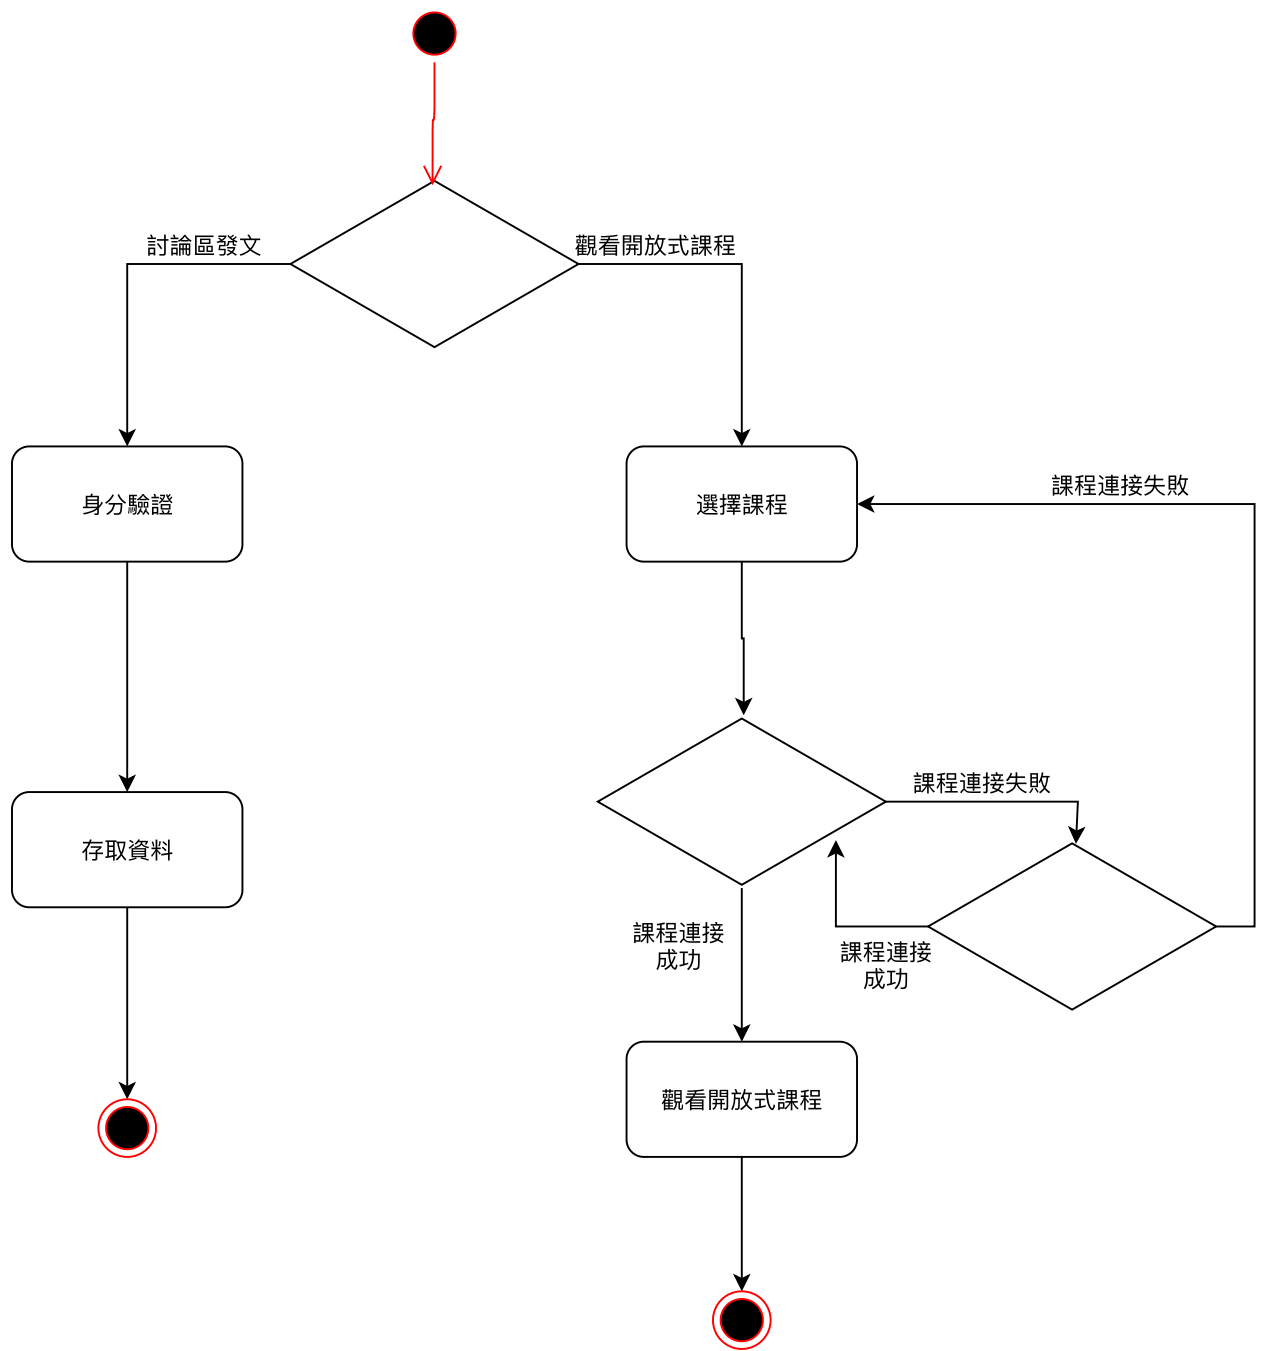 討論區發文
觀看開放式課程
身分驗證
選擇課程
課程連接失敗
課程連接失敗
存取資料
課程連接
成功
課程連接
成功
觀看開放式課程